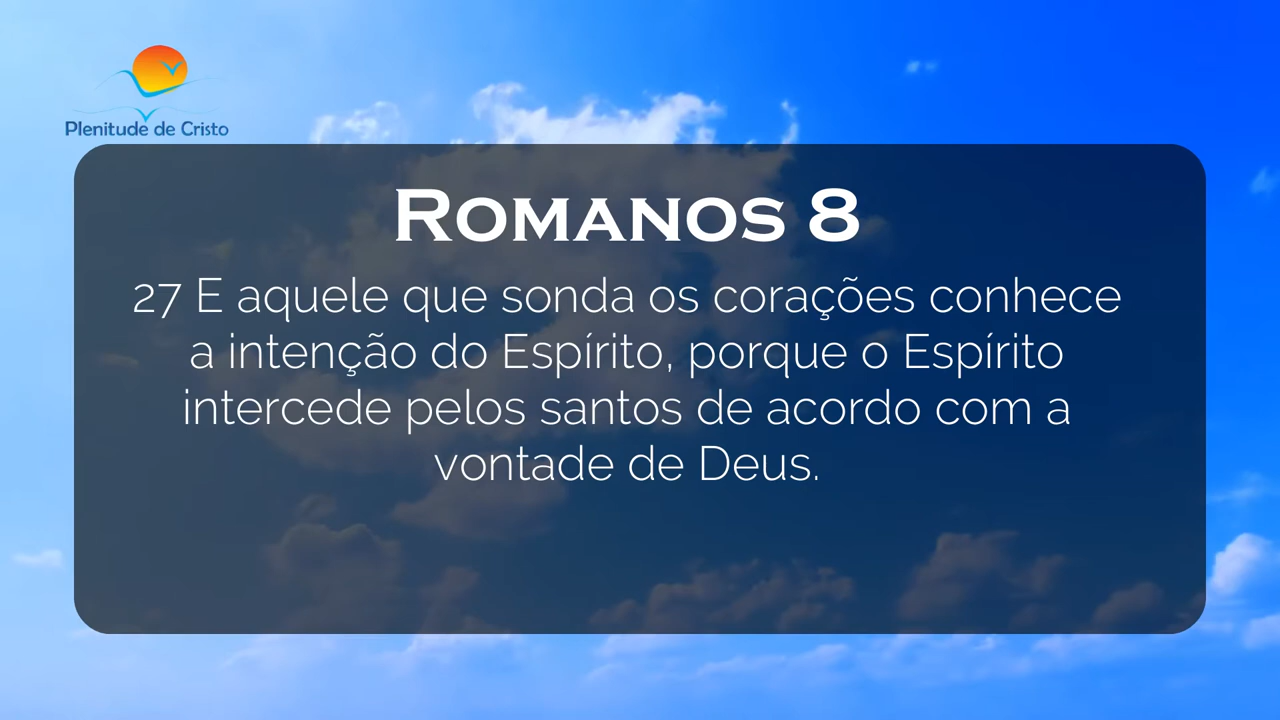 Plenitude de Cristo
Romanos 8
27 E aquele que sonda os corações conhece
a intenção do Espírito, porque o Espírito
intercede pelos santos de acordo com a
vontade de Deus.